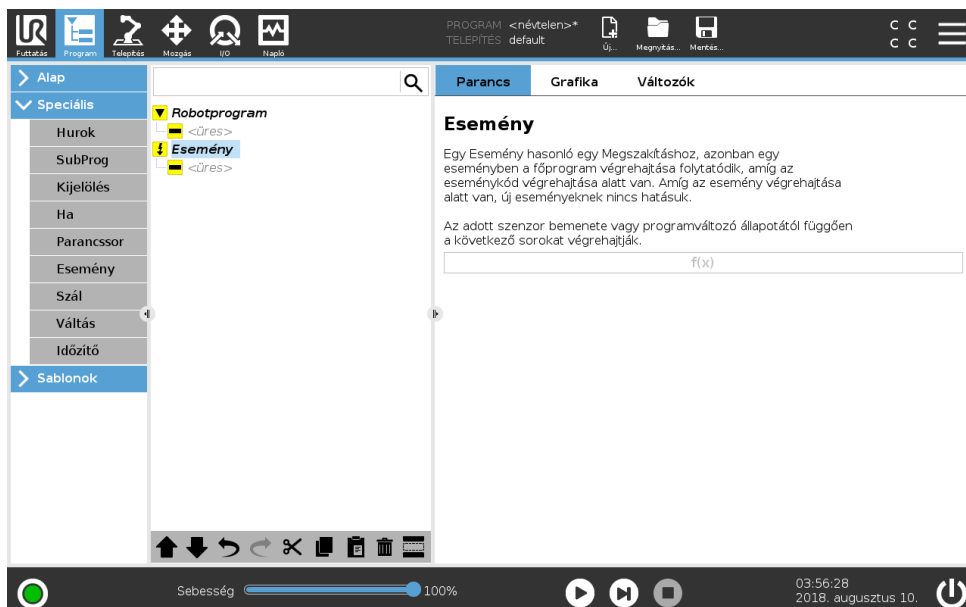 PROGRAM <névtelen>*
TELEPÍTÉS default
Futtatás Program Telepítés Mozgás I/O Napló Új... Megnyitás... Mentés...
C C
C C
Alap
Speciális
Hurok
SubProg
Kijelölés
Ha
Parancssor
Esemény
Szál
Váltás
Időzítő
Sablonok
Robotprogram
<üres>
Esemény
<üres>
Parancs Grafika Változók
Esemény
Egy Esemény hasonló egy Megszakításhoz, azonban egy
eseményben a főprogram végrehajtása folytatódik, amíg az
eseménykód végrehajtása alatt van. Amíg az esemény végrehajtása
alatt van, új eseményeknek nincs hatásuk.
Az adott szenzor bemenete vagy programváltozó állapotától függően
a következő sorokat végrehajtják.
f(x)
Sebesség 100%
03:56:28
2018. augusztus 10.